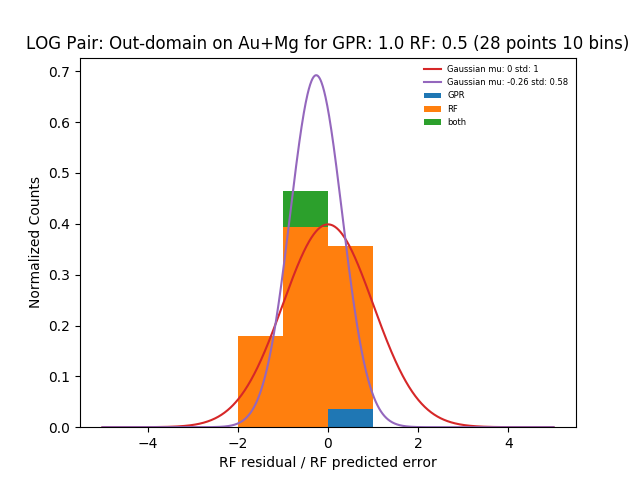 LOG Pair: Out-domain on Au+Mg for GPR: 1.0 RF: 0.5 (28 points 10 bins)
Gaussian mu: 0 std: 1
Gaussian mu: -0.26 std: 0.58
GPR
RF
both
Normalized Counts
0.7
0.6
0.5
0.4
0.3
0.2
0.1
0.0
−4
−2
0
2
4
RF residual / RF predicted error